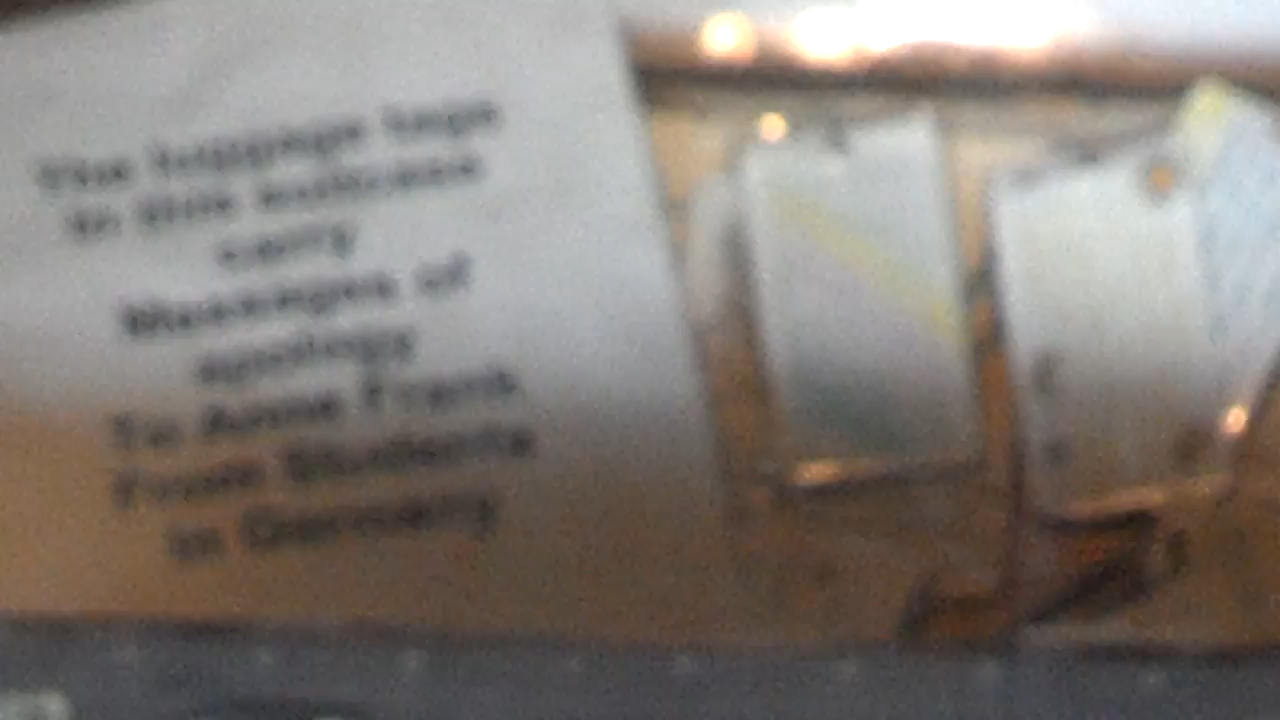 The luggage tags
in this suitcase
carry
Messages of
apology
To Anne Frank
From Students
in Germany